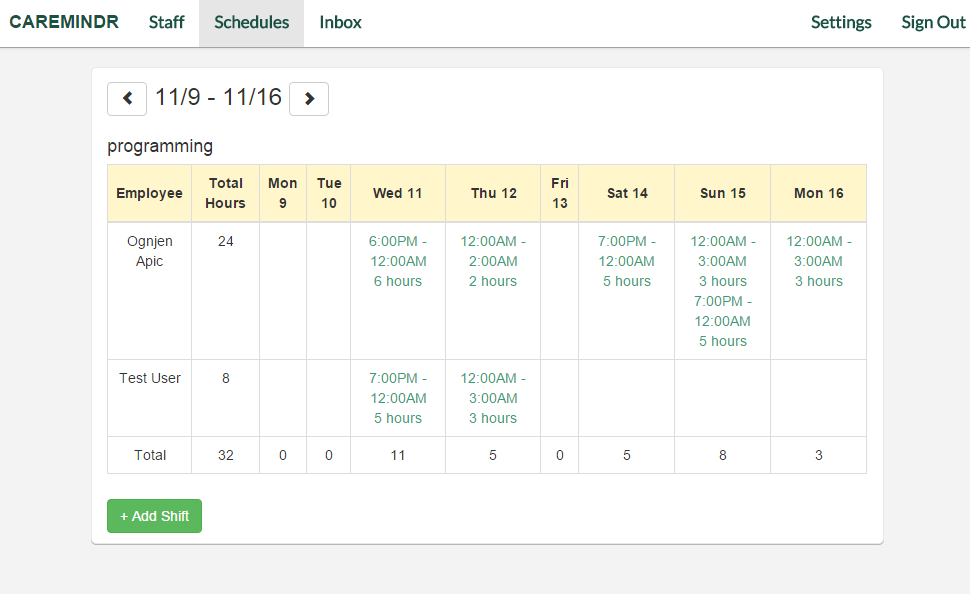 CAREMINDR Staff Schedules Inbox Settings Sign Out
11/9 - 11/16
programming
Employee Total Hours Mon 9 Tue 10 Wed 11 Thu 12 Fri 13 Sat 14 Sun 15 Mon 16
Ognjen Apic 24 6:00PM - 12:00AM 6 hours 12:00AM - 2:00AM 2 hours 7:00PM - 12:00AM 5 hours 12:00AM - 3:00AM 3 hours 7:00PM - 12:00AM 5 hours 12:00AM - 3:00AM 3 hours
Test User 8 7:00PM - 12:00AM 5 hours 12:00AM - 3:00AM 3 hours
Total 32 0 0 11 5 0 5 8 3
+ Add Shift